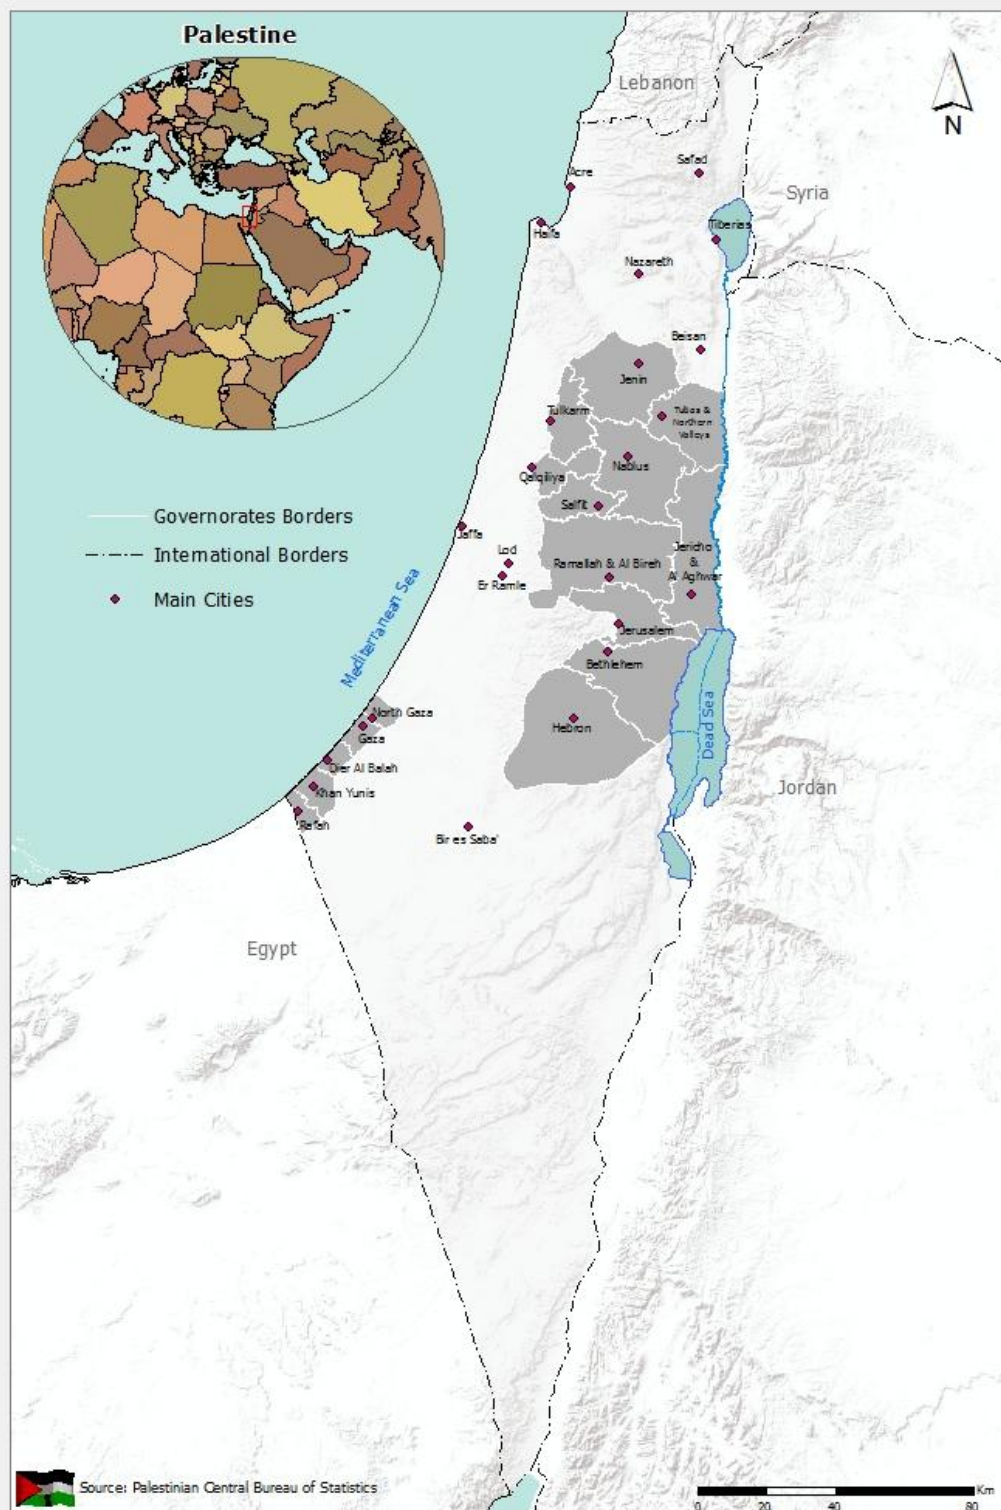 Palestine
Lebanon
N
Safad
Acre
Syria
Haifa
Tiberias
Nazareth
Beisan
Jenin
Tulkarm
Tubas &
Northern
Valleys
Nablus
Qalqiliya
Salfit
Governorates Borders
International Borders
Main Cities
Jaffa
Lod
Er Ramle
Ramallah & Al Bireh
Jericho
&
Al Aghwar
Mediterranean Sea
Jerusalem
Bethlehem
North Gaza
Gaza
Hebron
Dead Sea
Dier Al Balah
Khan Yunis
Jordan
Rafah
Bir es Saba'
Egypt
Source: Palestinian Central Bureau of Statistics
Km
0 20 40 80